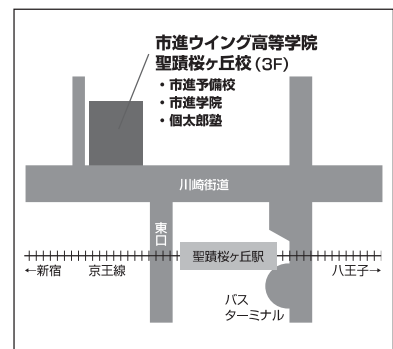 市進ウイング高等学院
聖蹟桜ヶ丘校(3F)
・市進予備校
・市進学院
・個太郎塾
川崎街道
東口
聖蹟桜ヶ丘駅
←新宿
京王線
八王子→
バス
ターミナル